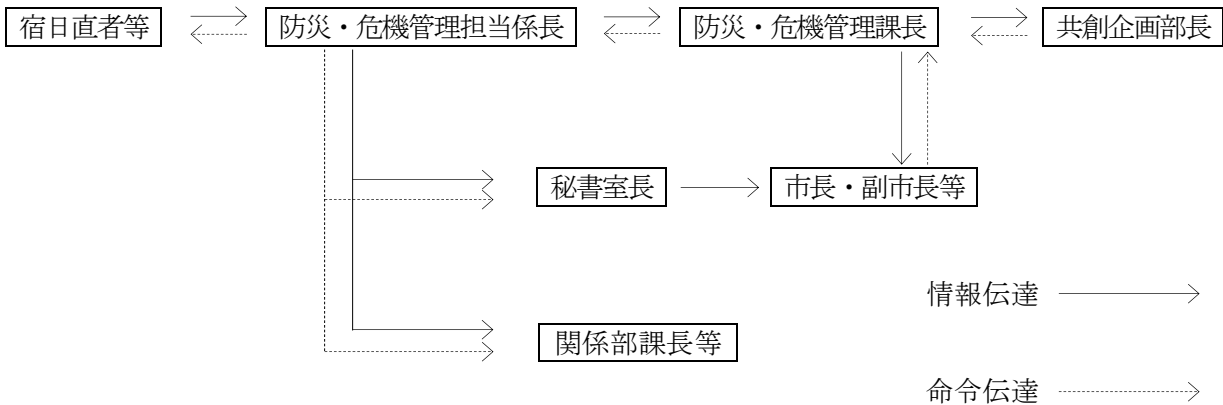 宿日直者等 防災・危機管理担当係長 防災・危機管理課長 共創企画部長
秘書室長 市長・副市長等
情報伝達
関係部課長等
命令伝達